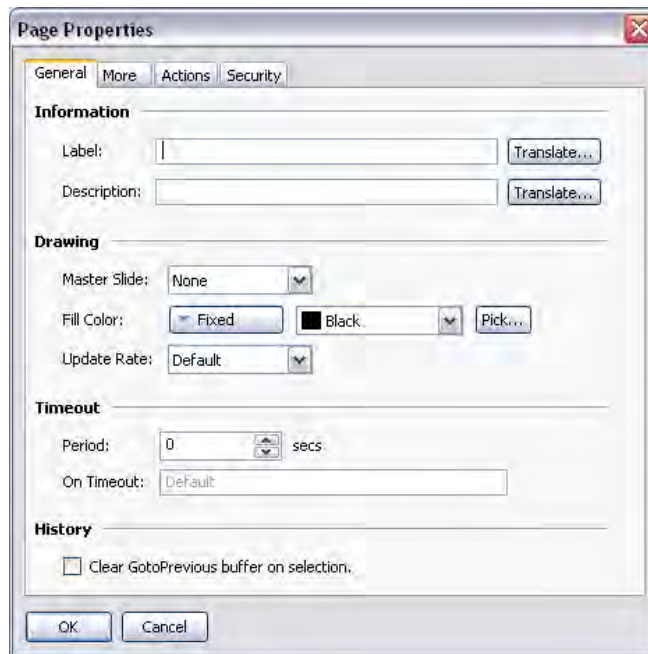 Page Properties
General More Actions Security
Information
Label: Translate...
Description: Translate...
Drawing
Master Slide: None
Fill Color: Fixed Black Pick...
Update Rate: Default
Timeout
Period: 0 secs
On Timeout: Default
History
Clear GotoPrevious buffer on selection.
OK Cancel